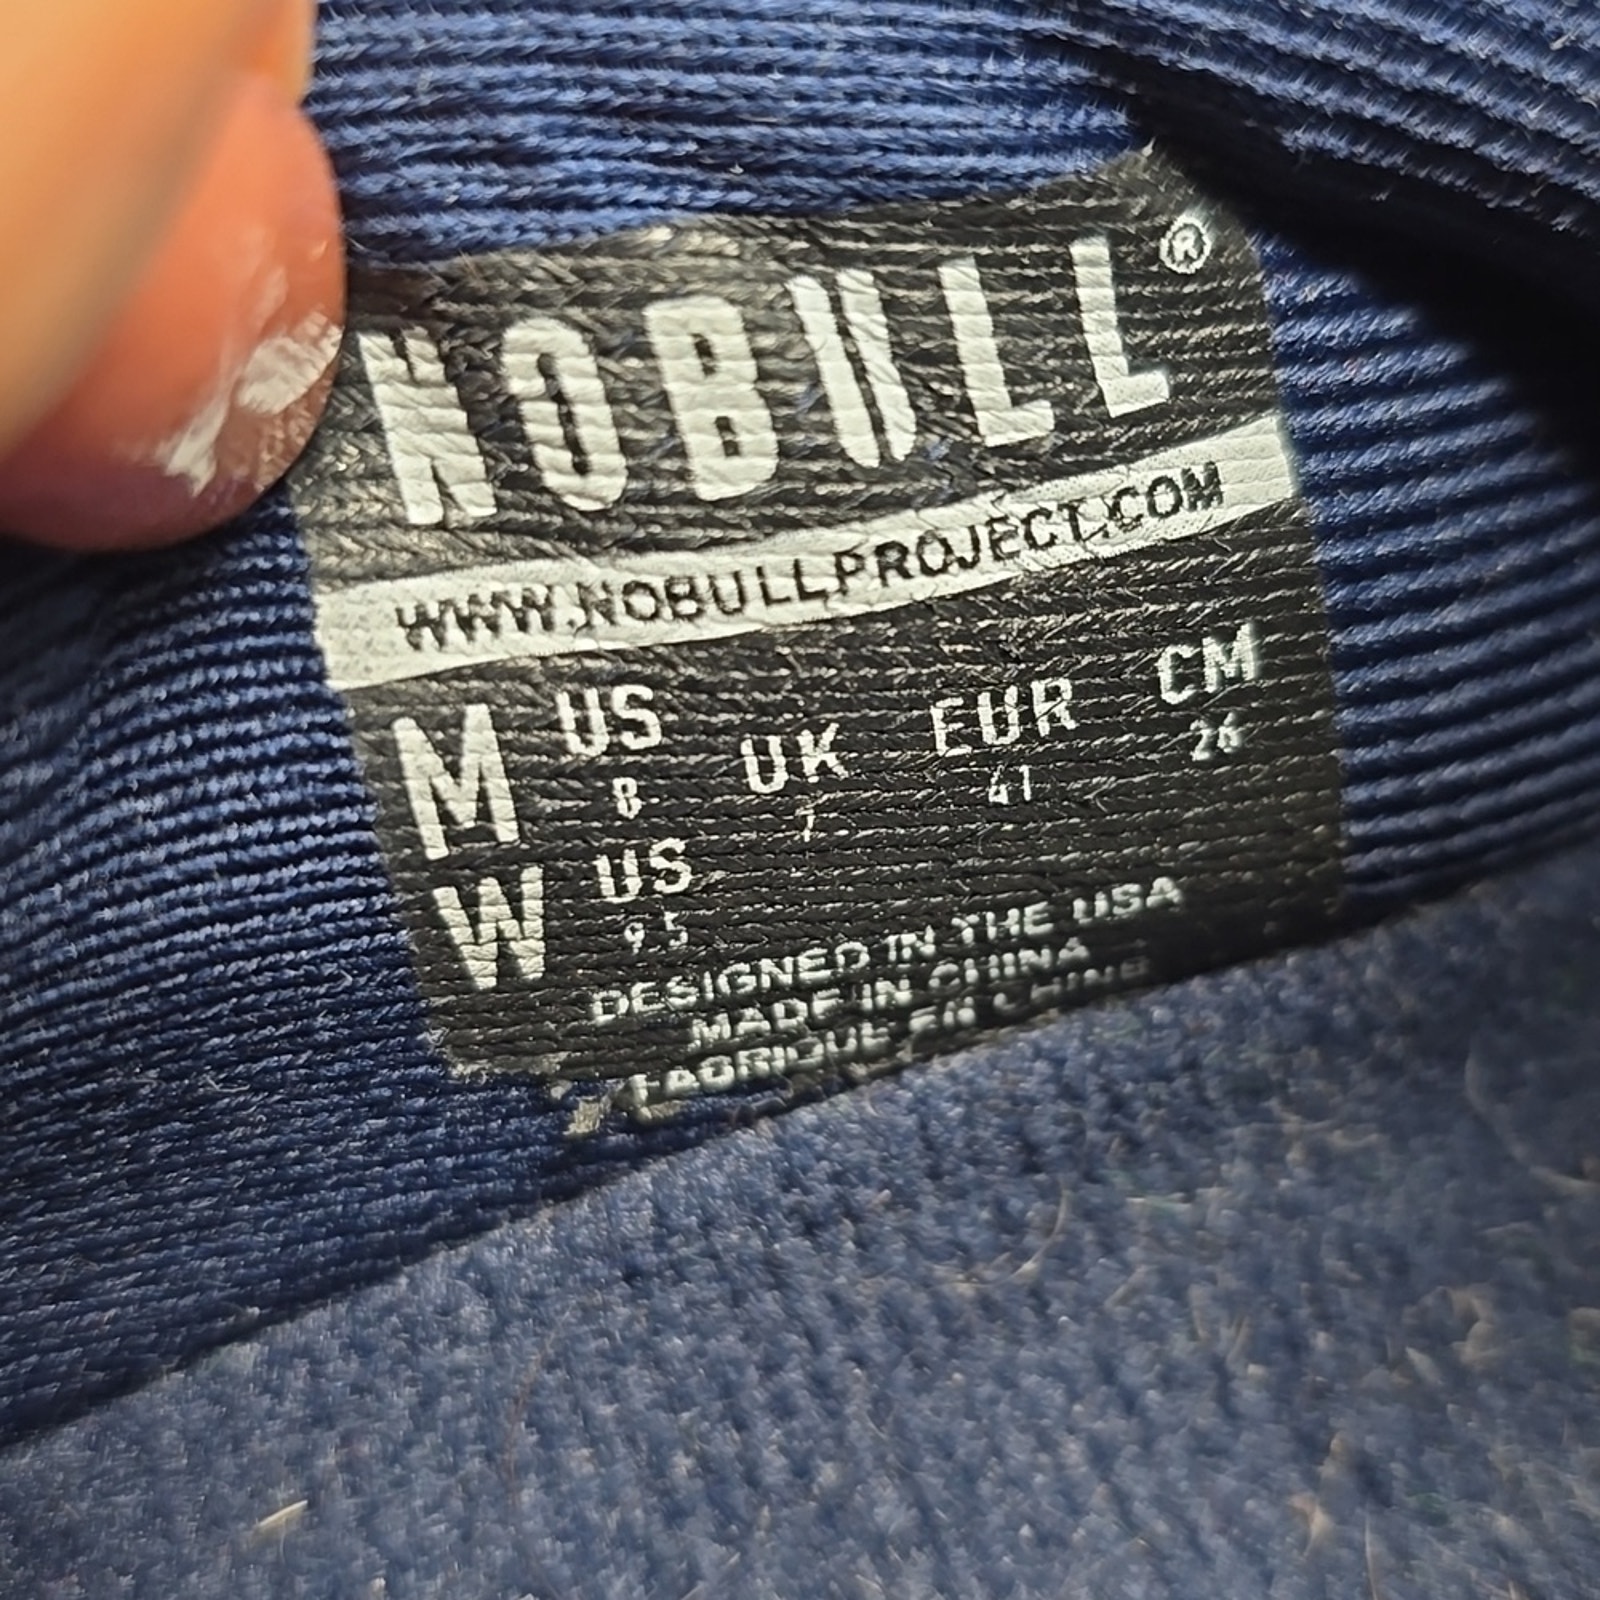 NOBULL®
WWW.NOBULLPROJECT.COM
M US UK EUR CM
8 7 41 26
W US
9.5
DESIGNED IN THE USA
MADE IN CHINA
FABRIQUE EN CHINE